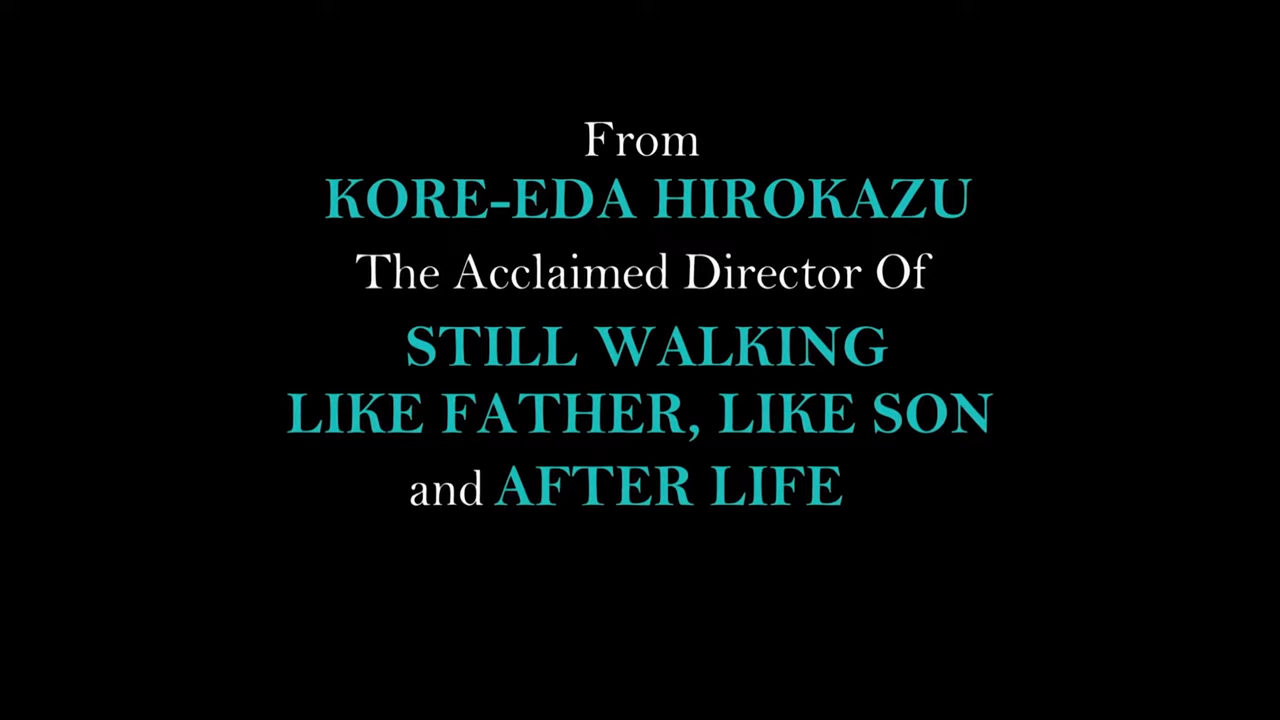 From
KORE-EDA HIROKAZU
The Acclaimed Director Of
STILL WALKING
LIKE FATHER, LIKE SON
and AFTER LIFE